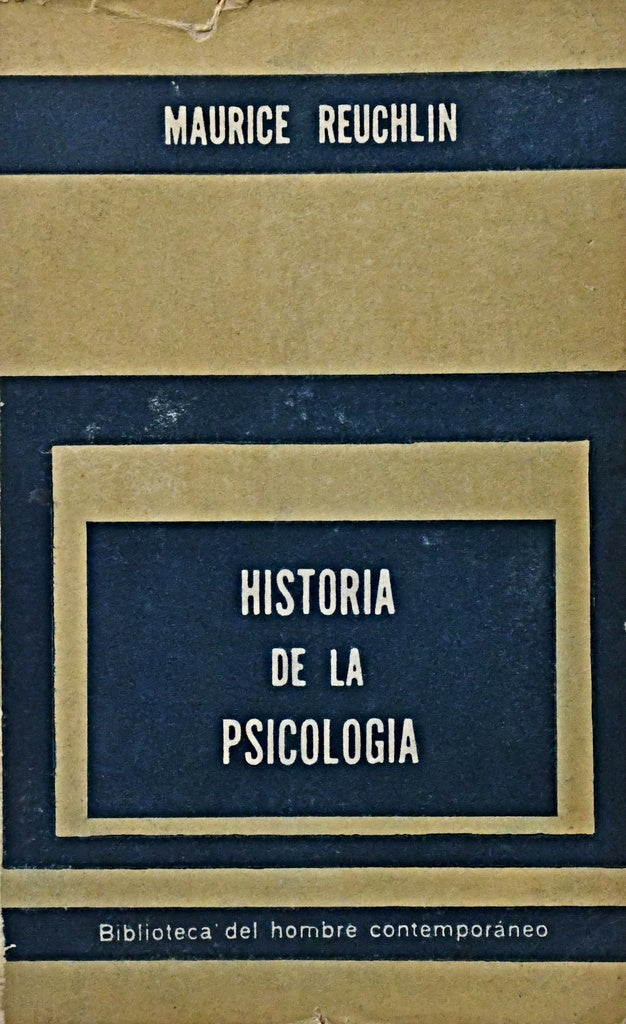 MAURICE REUCHLIN
HISTORIA
DE LA
PSICOLOGIA
Biblioteca del hombre contemporáneo